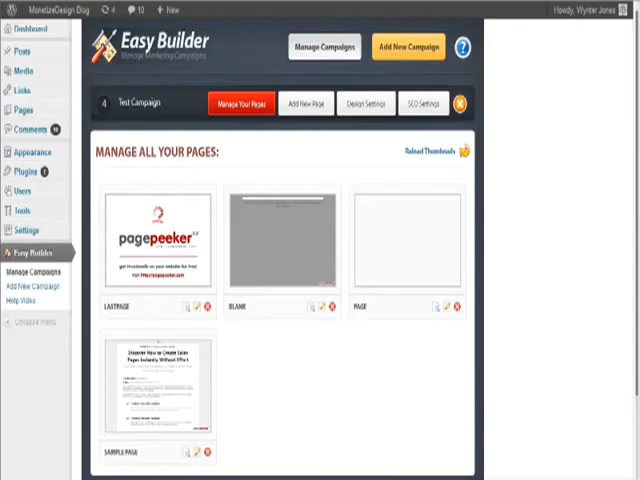 MonetizeDesign Blog
4
10
+ New
Howdy, Wynter Jones
Dashboard
Posts
Media
Links
Pages
Comments
Appearance
Plugins
Users
Tools
Settings
Easy Builder
Manage Campaigns
Add New Campaign
Help Video
Collapse menu
Easy Builder
Manage Marketing Campaigns
Manage Campaigns
Add New Campaign
?
4
Test Campaign
Manage Your Pages
Add New Page
Design Settings
SEO Settings
MANAGE ALL YOUR PAGES:
Reload Thumbnails
pagepeeker
get thumbnails on your website for free!
LASTPAGE
BLANK
PAGE
Discover How to Create Sales
Pages Instantly Without Effort
SAMPLE PAGE